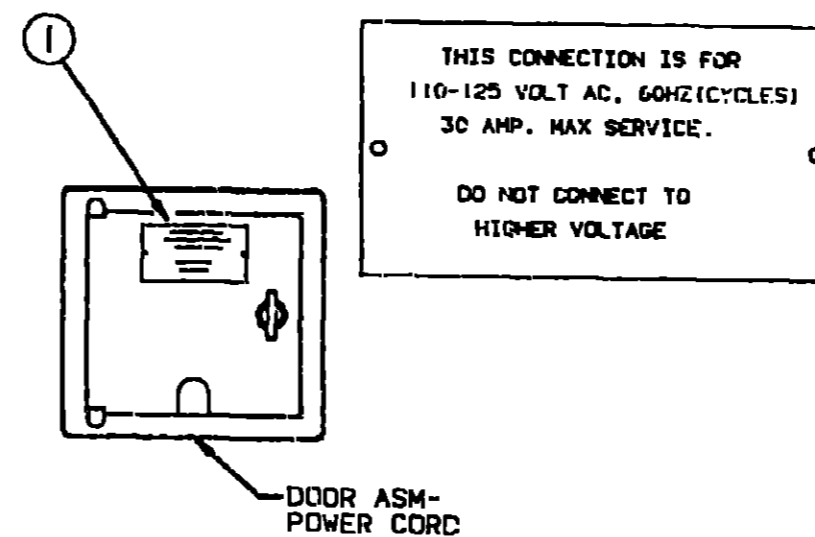 1
THIS CONNECTION IS FOR
110-125 VOLT AC, 60HZ(CYCLES)
30 AMP. MAX SERVICE.
DO NOT CONNECT TO
HIGHER VOLTAGE
DOOR ASM-
POWER CORD